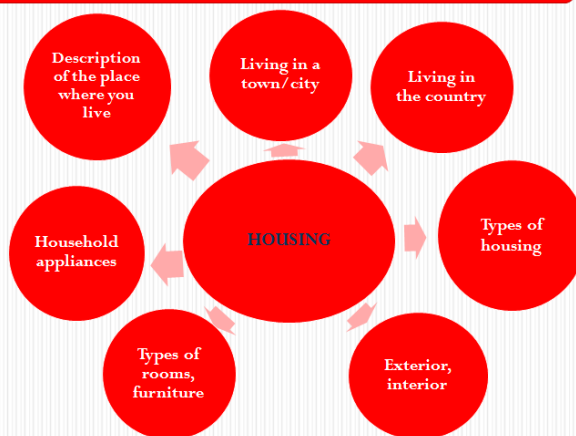 Description
of the place
where you
live
Living in a
town/city
Living in
the country
HOUSING
Household
appliances
Types of
housing
Types of
rooms,
furniture
Exterior,
interior